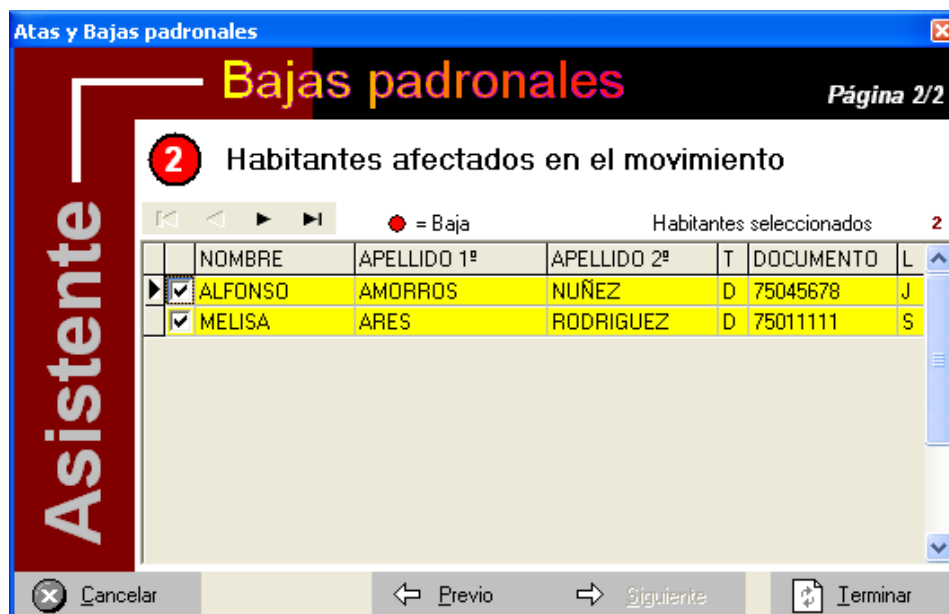 Atas y Bajas padronales
Bajas padronales
Página 2/2
Asistente
2 Habitantes afectados en el movimiento
= Baja Habitantes seleccionados 2
NOMBRE APELLIDO 1º APELLIDO 2º T DOCUMENTO L
ALFONSO AMORROS NUÑEZ D 75045678 J
MELISA ARES RODRIGUEZ D 75011111 S
Cancelar Previo Siguiente Terminar